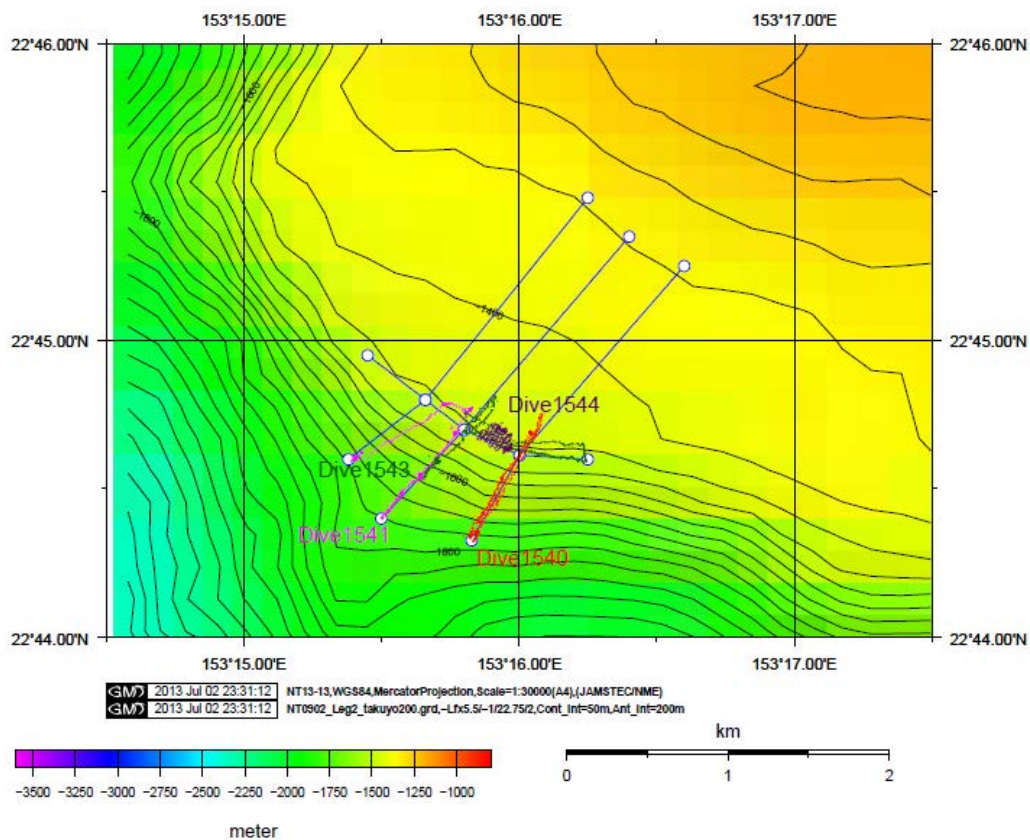 153°15.00'E 153°16.00'E 153°17.00'E
22°46.00'N 22°46.00'N
-1600
-1800
-1400
22°45.00'N 22°45.00'N
Dive1544
Dive1543
-1600
Dive1541
1800
Dive1540
22°44.00'N 22°44.00'N
153°15.00'E 153°16.00'E 153°17.00'E
GMD 2013 Jul 02 23:31:12 NT13-13,WGS84,MercatorProjection,Scale=1:30000(A4),(JAMSTEC/NME)
GMD 2013 Jul 02 23:31:12 NT0902_Leg2_takuyo200.grd,-Lfx5.5/-1/22.75/2,Cont_Int=50m,Ant_Int=200m
km
0 1 2
-3500 -3250 -3000 -2750 -2500 -2250 -2000 -1750 -1500 -1250 -1000
meter